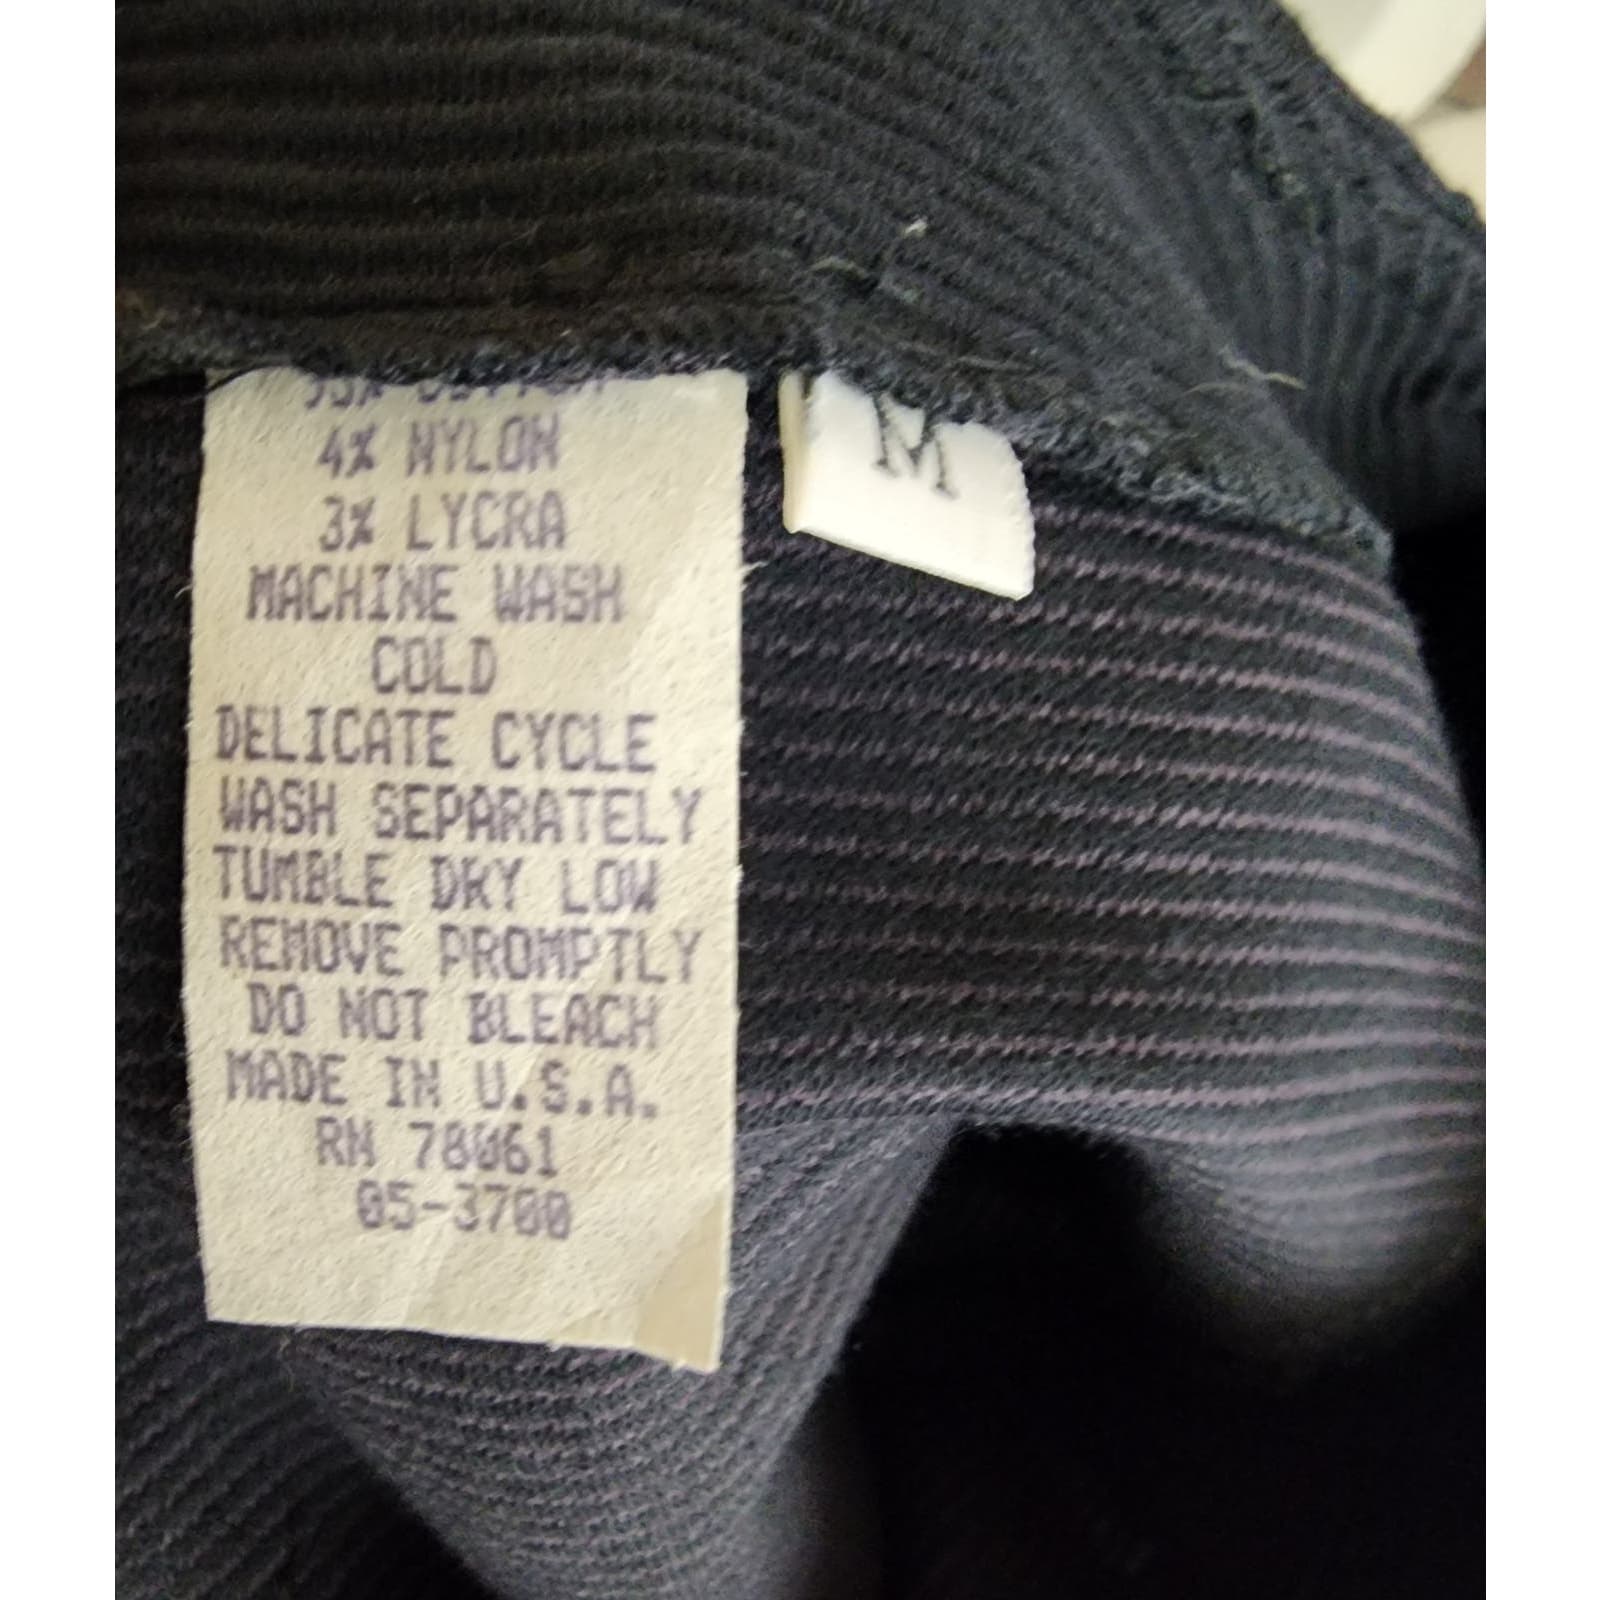 4% NYLON
3% LYCRA
MACHINE WASH
COLD
DELICATE CYCLE
WASH SEPARATELY
TUMBLE DRY LOW
REMOVE PROMPTLY
DO NOT BLEACH
MADE IN U.S.A.
RN 78061
05-3700
M